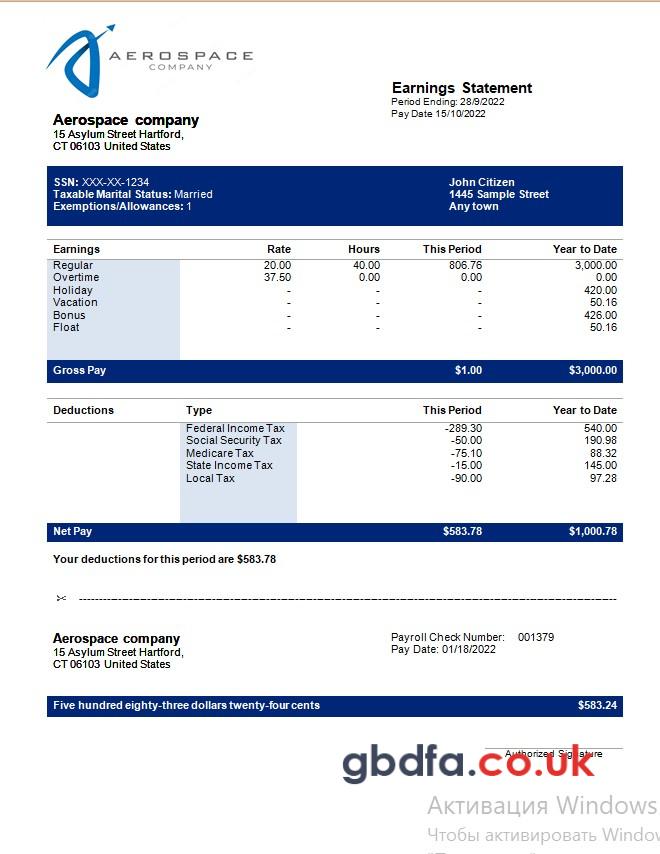 AEROSPACE
COMPANY
Earnings Statement
Period Ending: 28/9/2022
Pay Date 15/10/2022
Aerospace company
15 Asylum Street Hartford,
CT 06103 United States
SSN: XXX-XX-1234 John Citizen
Taxable Marital Status: Married 1445 Sample Street
Exemptions/Allowances: 1 Any town
Earnings Rate Hours This Period Year to Date
Regular 20.00 40.00 806.76 3,000.00
Overtime 37.50 0.00 0.00 0.00
Holiday - - - 420.00
Vacation - - - 50.16
Bonus - - - 426.00
Float - - - 50.16
Gross Pay $1.00 $3,000.00
Deductions Type This Period Year to Date
Federal Income Tax -289.30 540.00
Social Security Tax -50.00 190.98
Medicare Tax -75.10 88.32
State Income Tax -15.00 145.00
Local Tax -90.00 97.28
Net Pay $583.78 $1,000.78
Your deductions for this period are $583.78
Aerospace company
15 Asylum Street Hartford,
CT 06103 United States
Payroll Check Number: 001379
Pay Date: 01/18/2022
Five hundred eighty-three dollars twenty-four cents $583.24
Authorized Signature
gbdfa.co.uk
Активация Windows
Чтобы активировать Window